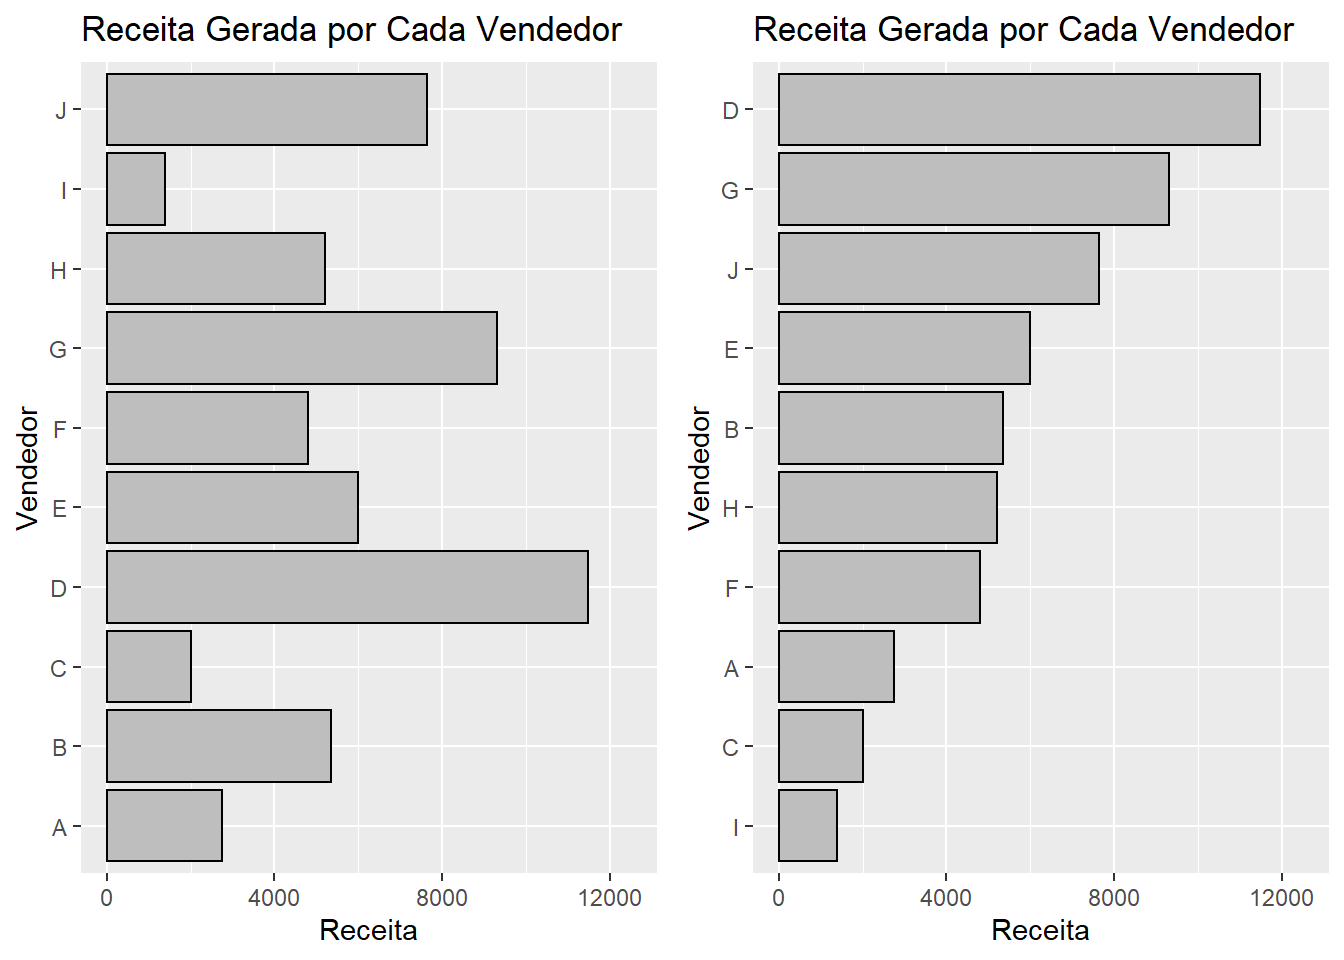 Receita Gerada por Cada Vendedor
Vendedor
J
I
H
G
F
E
D
C
B
A
0 4000 8000 12000
Receita
Receita Gerada por Cada Vendedor
Vendedor
D
G
J
E
B
H
F
A
C
I
0 4000 8000 12000
Receita